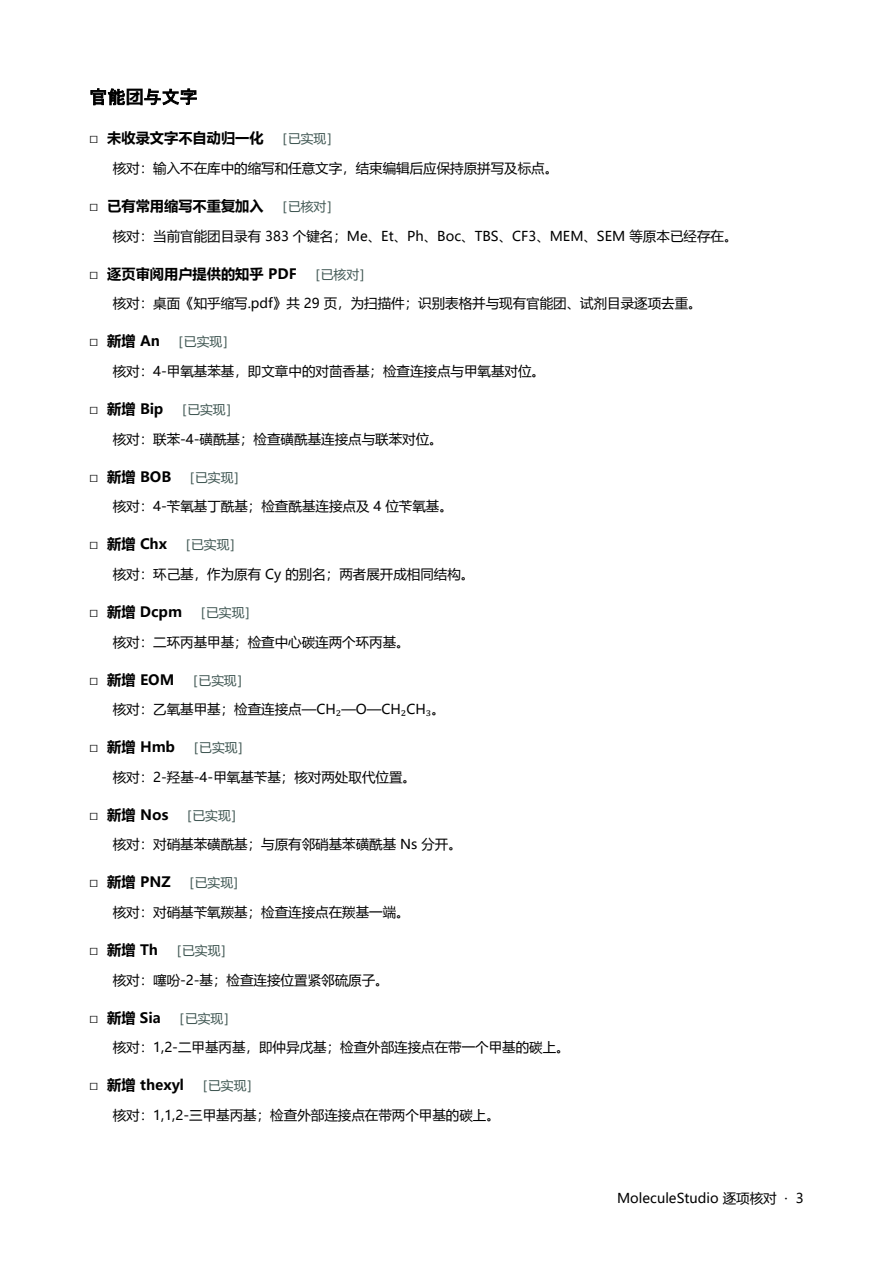 官能团与文字
□ 未收录文字不自动归一化 [已实现]
核对：输入不在库中的缩写和任意文字，结束编辑后应保持原拼写及标点。
□ 已有常用缩写不重复加入 [已核对]
核对：当前官能团目录有 383 个键名；Me、Et、Ph、Boc、TBS、CF3、MEM、SEM 等原本已经存在。
□ 逐页审阅用户提供的知乎 PDF [已核对]
核对：桌面《知乎缩写.pdf》共 29 页，为扫描件；识别表格并与现有官能团、试剂目录逐项去重。
□ 新增 An [已实现]
核对：4-甲氧基苯基，即文章中的对茴香基；检查连接点与甲氧基对位。
□ 新增 Bip [已实现]
核对：联苯-4-磺酰基；检查磺酰基连接点与联苯对位。
□ 新增 BOB [已实现]
核对：4-苄氧基丁酰基；检查酰基连接点及 4 位苄氧基。
□ 新增 Chx [已实现]
核对：环己基，作为原有 Cy 的别名；两者展开成相同结构。
□ 新增 Dcpm [已实现]
核对：二环丙基甲基；检查中心碳连两个环丙基。
□ 新增 EOM [已实现]
核对：乙氧基甲基；检查连接点—CH₂—O—CH₂CH₃。
□ 新增 Hmb [已实现]
核对：2-羟基-4-甲氧基苄基；核对两处取代位置。
□ 新增 Nos [已实现]
核对：对硝基苯磺酰基；与原有邻硝基苯磺酰基 Ns 分开。
□ 新增 PNZ [已实现]
核对：对硝基苄氧羰基；检查连接点在羰基一端。
□ 新增 Th [已实现]
核对：噻吩-2-基；检查连接位置紧邻硫原子。
□ 新增 Sia [已实现]
核对：1,2-二甲基丙基，即仲异戊基；检查外部连接点在带一个甲基的碳上。
□ 新增 thexyl [已实现]
核对：1,1,2-三甲基丙基；检查外部连接点在带两个甲基的碳上。
MoleculeStudio 逐项核对 · 3